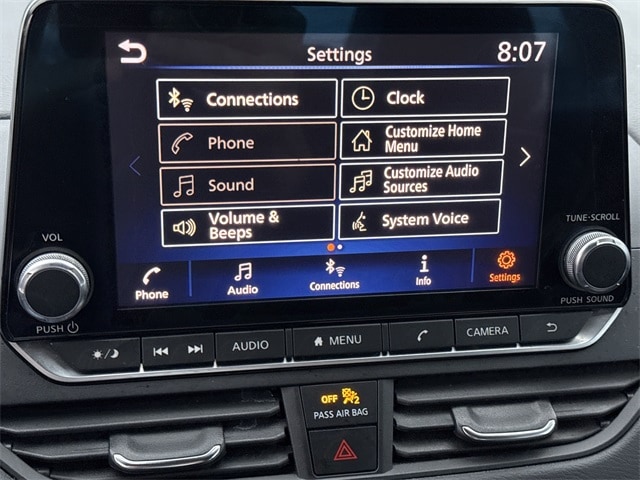 Settings
8:07
Connections
Clock
Phone
Customize Home
Menu
Sound
Customize Audio
Sources
Volume &
Beeps
System Voice
Phone
Audio
Connections
Info
Settings
VOL
PUSH
TUNE-SCROLL
PUSH SOUND
AUDIO
MENU
CAMERA
OFF 2
PASS AIR BAG